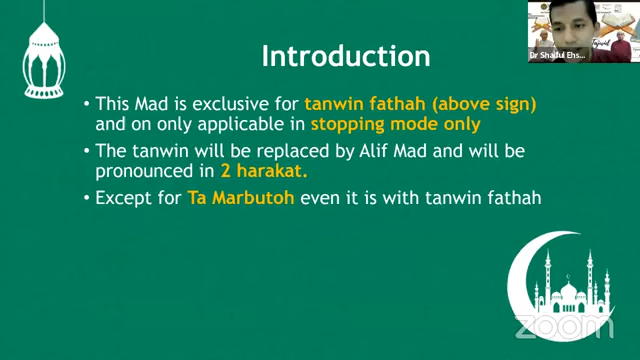 Introduction
• This Mad is exclusive for tanwin fathah (above sign)
and on only applicable in stopping mode only
• The tanwin will be replaced by Alif Mad and will be
pronounced in 2 harakat.
• Except for Ta Marbutoh even it is with tanwin fathah
Dr Shaiful Ehs...
zoom